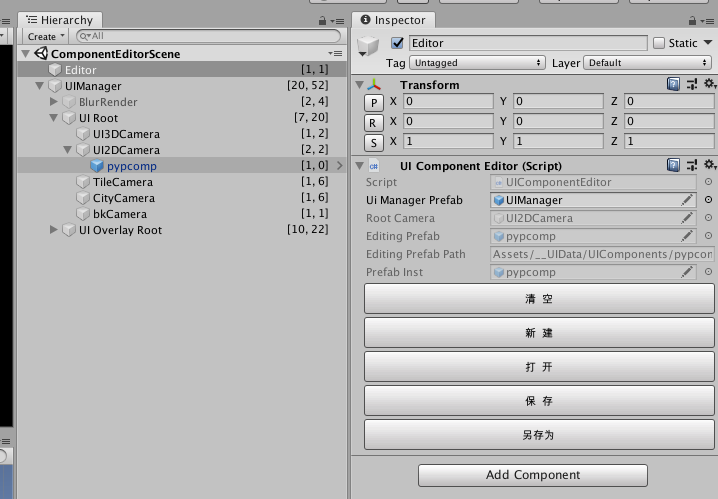 Hierarchy
Create
All
ComponentEditorScene
Editor [1, 1]
UIManager [20, 52]
BlurRender [2, 4]
UI Root [7, 20]
UI3DCamera [1, 2]
UI2DCamera [2, 2]
pypcomp [1, 0]
TileCamera [1, 6]
CityCamera [1, 6]
bkCamera [1, 1]
UI Overlay Root [10, 22]
Inspector
Editor Static
Tag Untagged Layer Default
Transform
P X 0 Y 0 Z 0
R X 0 Y 0 Z 0
S X 1 Y 1 Z 1
UI Component Editor (Script)
Script UIComponentEditor
Ui Manager Prefab UIManager
Root Camera UI2DCamera
Editing Prefab pypcomp
Editing Prefab Path Assets/__UIData/UIComponents/pypcon
Prefab Inst pypcomp
清 空
新 建
打 开
保 存
另存为
Add Component